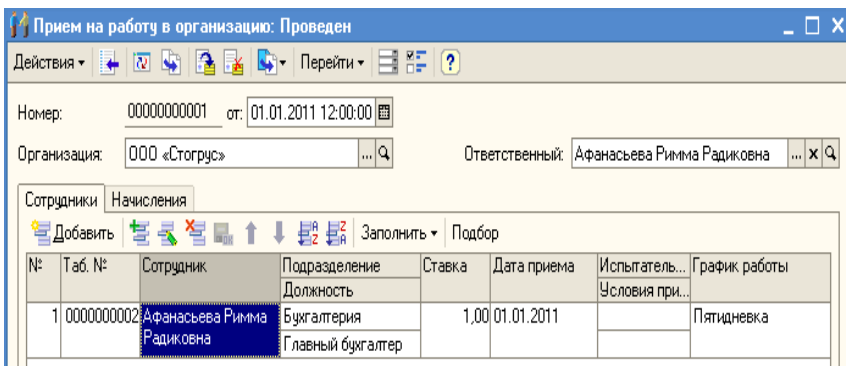 Прием на работу в организацию: Проведен
Действия Перейти ?
Номер: 00000000001 от: 01.01.2011 12:00:00
Организация: ООО «Стогрус» ... Ответственный: Афанасьева Римма Радиковна ... x
Сотрудники Начисления
Добавить Заполнить Подбор
№ Таб. № Сотрудник Подразделение Ставка Дата приема Испытатель... График работы
Должность Условия при...
1 0000000002 Афанасьева Римма Бухгалтерия 1,00 01.01.2011 Пятидневка
Радиковна Главный бухгалтер